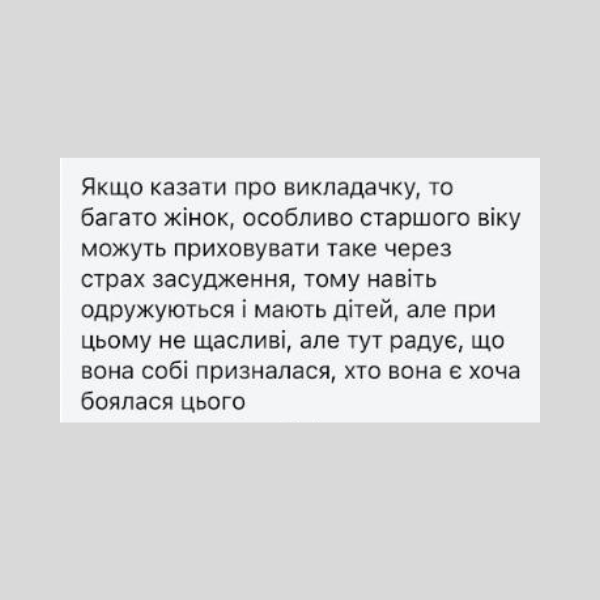 Якщо казати про викладачку, то
багато жінок, особливо старшого віку
можуть приховувати таке через
страх засудження, тому навіть
одружуються і мають дітей, але при
цьому не щасливі, але тут радує, що
вона собі призналася, хто вона є хоча
боялася цього